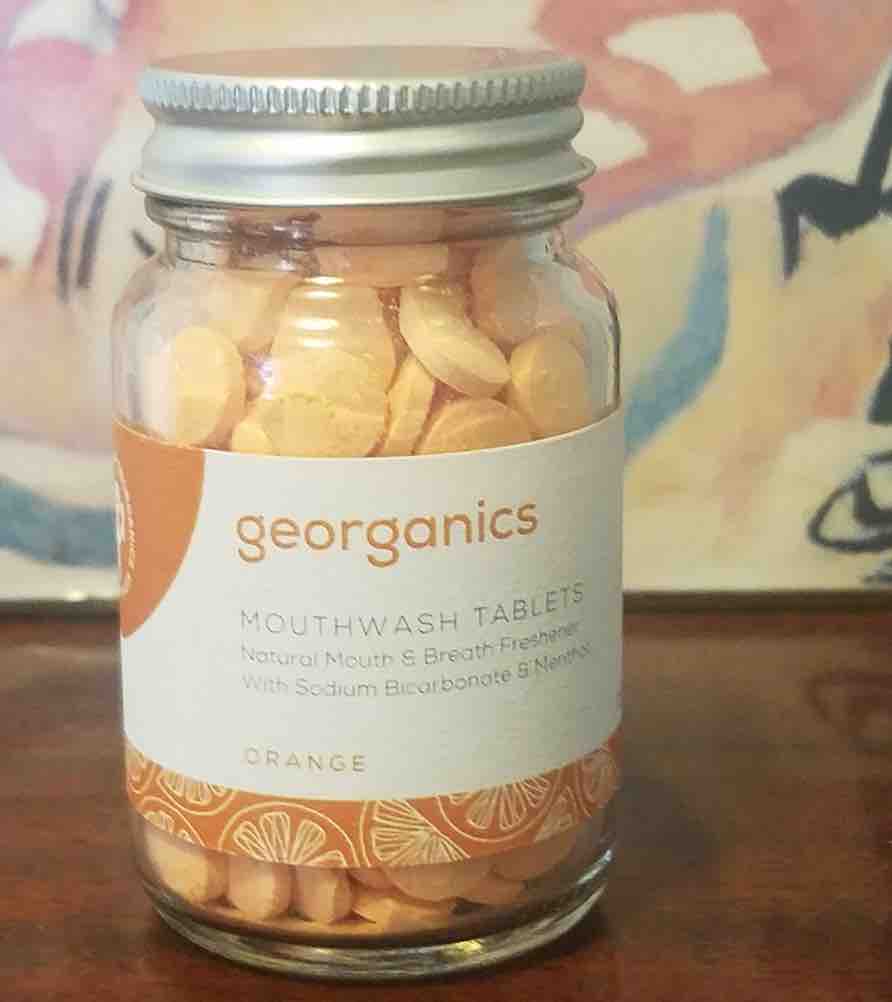 georganics
MOUTHWASH TABLETS
Natural Mouth & Breath Freshener
With Sodium Bicarbonate & Menthol
ORANGE